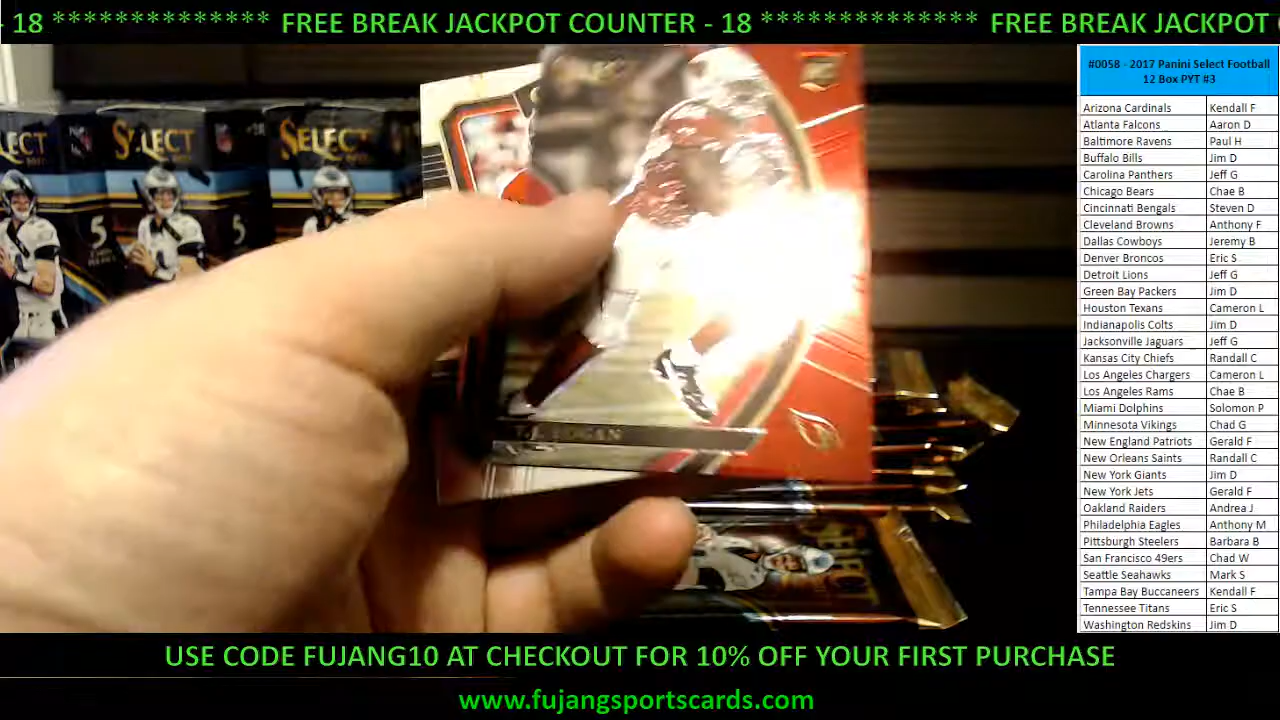 - 18 ************** FREE BREAK JACKPOT COUNTER - 18 ************** FREE BREAK JACKPOT
#0058 - 2017 Panini Select Football
12 Box PYT #3
Arizona Cardinals Kendall F
Atlanta Falcons Aaron D
Baltimore Ravens Paul H
Buffalo Bills Jim D
Carolina Panthers Jeff G
Chicago Bears Chae B
Cincinnati Bengals Steven D
Cleveland Browns Anthony F
Dallas Cowboys Jeremy B
Denver Broncos Eric S
Detroit Lions Jeff G
Green Bay Packers Jim D
Houston Texans Cameron L
Indianapolis Colts Jim D
Jacksonville Jaguars Jeff G
Kansas City Chiefs Randall C
Los Angeles Chargers Cameron L
Los Angeles Rams Chae B
Miami Dolphins Solomon P
Minnesota Vikings Chad G
New England Patriots Gerald F
New Orleans Saints Randall C
New York Giants Jim D
New York Jets Gerald F
Oakland Raiders Andrea J
Philadelphia Eagles Anthony M
Pittsburgh Steelers Barbara B
San Francisco 49ers Chad W
Seattle Seahawks Mark S
Tampa Bay Buccaneers Kendall F
Tennessee Titans Eric S
Washington Redskins Jim D
SELECT
SELECT
5
5
USE CODE FUJANG10 AT CHECKOUT FOR 10% OFF YOUR FIRST PURCHASE
www.fujangsportscards.com